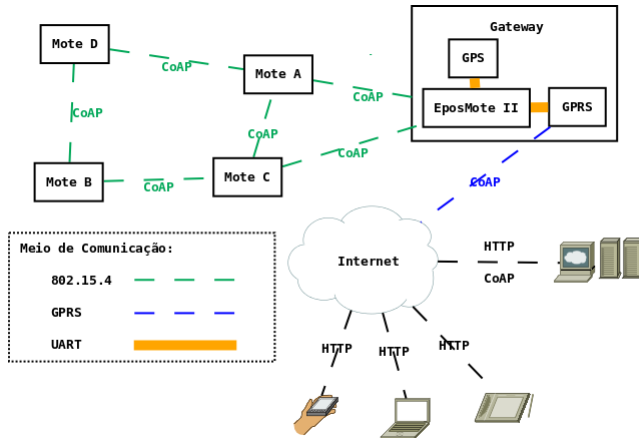 Gateway
Mote D
GPS
CoAP
Mote A
CoAP
EposMote II
GPRS
CoAP
CoAP
CoAP
Mote B
CoAP
Mote C
CoAP
Meio de Comunicação:
802.15.4
GPRS
UART
Internet
HTTP
CoAP
HTTP
HTTP
HTTP